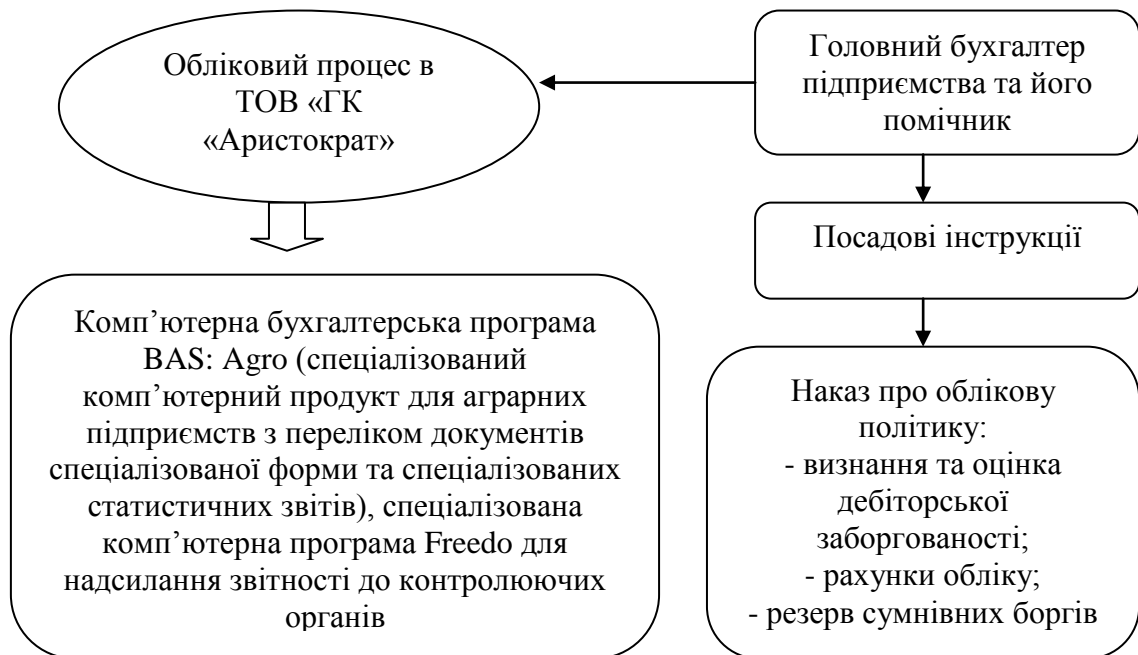 Обліковий процес в
ТОВ «ГК
«Аристократ»
Головний бухгалтер
підприємства та його
помічник
Посадові інструкції
Комп’ютерна бухгалтерська програма
BAS: Agro (спеціалізований
комп’ютерний продукт для аграрних
підприємств з переліком документів
спеціалізованої форми та спеціалізованих
статистичних звітів), спеціалізована
комп’ютерна програма Freedo для
надсилання звітності до контролюючих
органів
Наказ про облікову
політику:
- визнання та оцінка
дебіторської
заборгованості;
- рахунки обліку;
- резерв сумнівних боргів